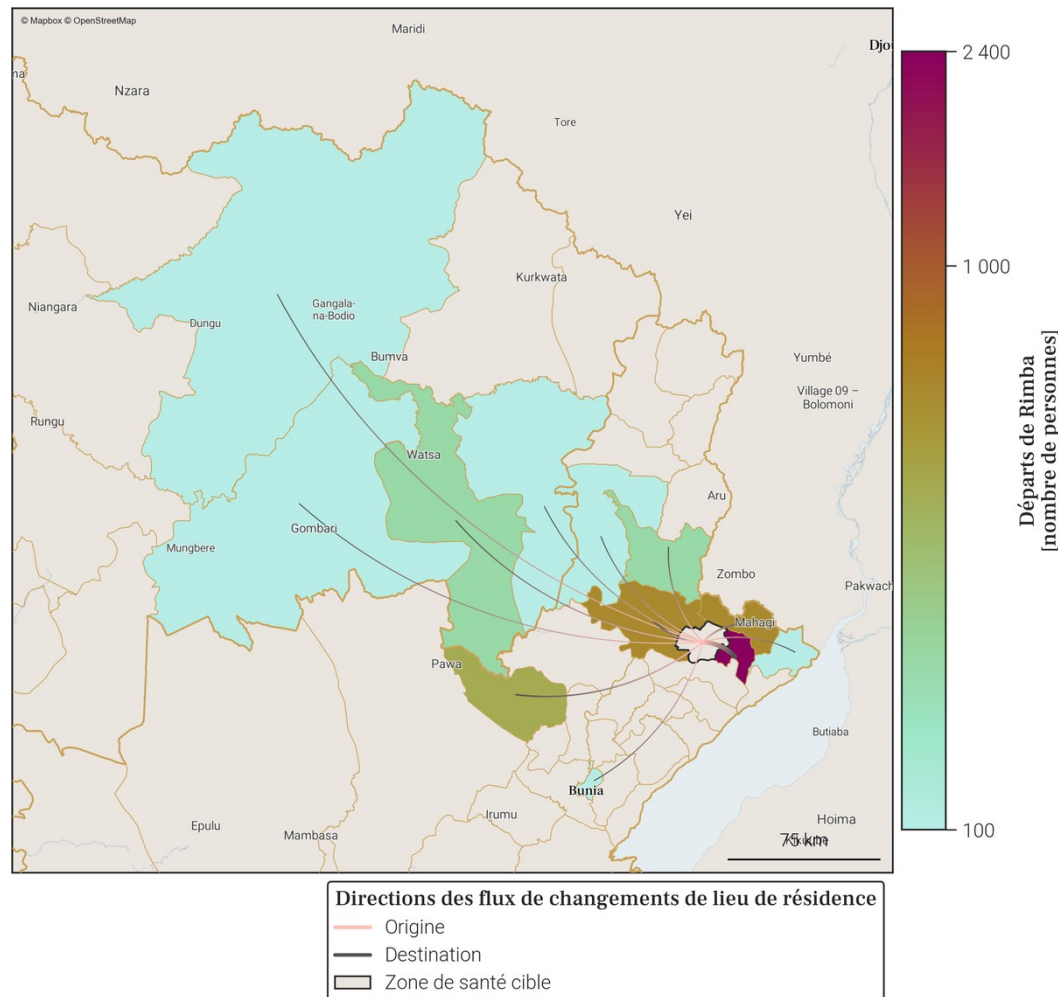 © Mapbox © OpenStreetMap
Maridi
Djou
2 400
Nzara
Tore
Yei
1 000
Kurkwata
Niangara
Gangala-
na-Bodio
Dungu
Bumva
Yumbé
Village 09 –
Bolomoni
Rungu
Watsa
Aru
Gombari
Mungbere
Zombo
Pakwach
Mahagi
Pawa
Butiaba
Bunia
Irumu
Epulu
Mambasa
Hoima
75 km
100
Départs de Rimba
[nombre de personnes]
Directions des flux de changements de lieu de résidence
Origine
Destination
Zone de santé cible